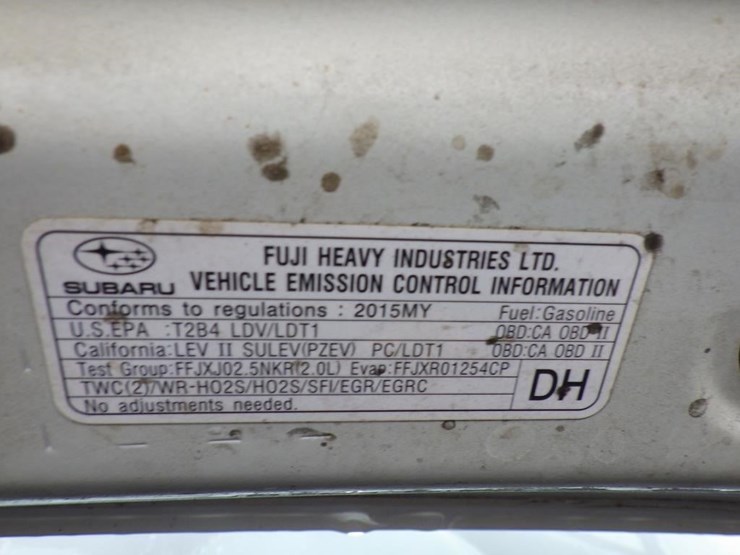 FUJI HEAVY INDUSTRIES LTD.
SUBARU VEHICLE EMISSION CONTROL INFORMATION
Conforms to regulations : 2015MY Fuel:Gasoline
U.S.EPA :T2B4 LDV/LDT1 OBD:CA OBD II
California:LEV II SULEV(PZEV) PC/LDT1 OBD:CA OBD II
Test Group:FFJXJ02.5NKR(2.0L) Evap:FFJXR01254CP
TWC(2)/WR-HO2S/HO2S/SFI/EGR/EGRC
DH
No adjustments needed.